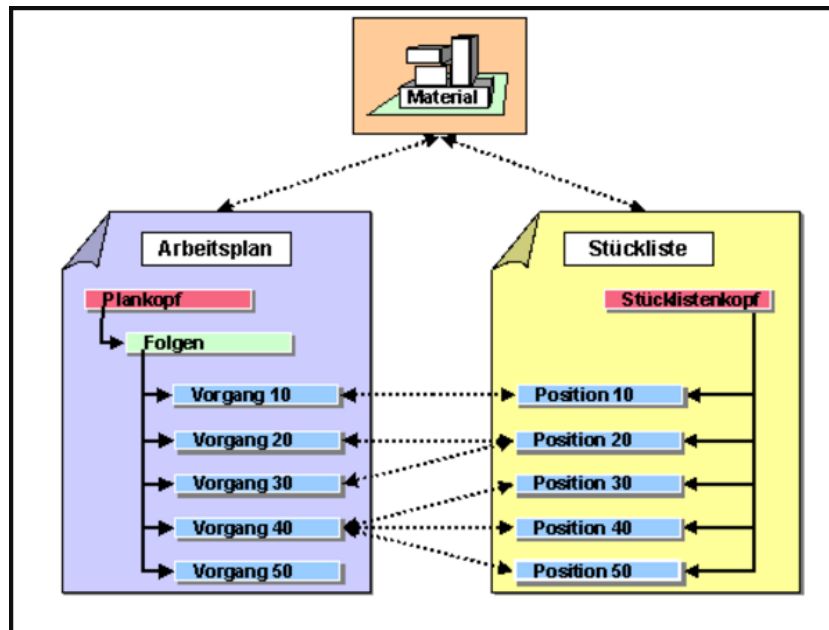 Material
Arbeitsplan
Plankopf
Folgen
Vorgang 10
Vorgang 20
Vorgang 30
Vorgang 40
Vorgang 50
Stückliste
Stücklistenkopf
Position 10
Position 20
Position 30
Position 40
Position 50